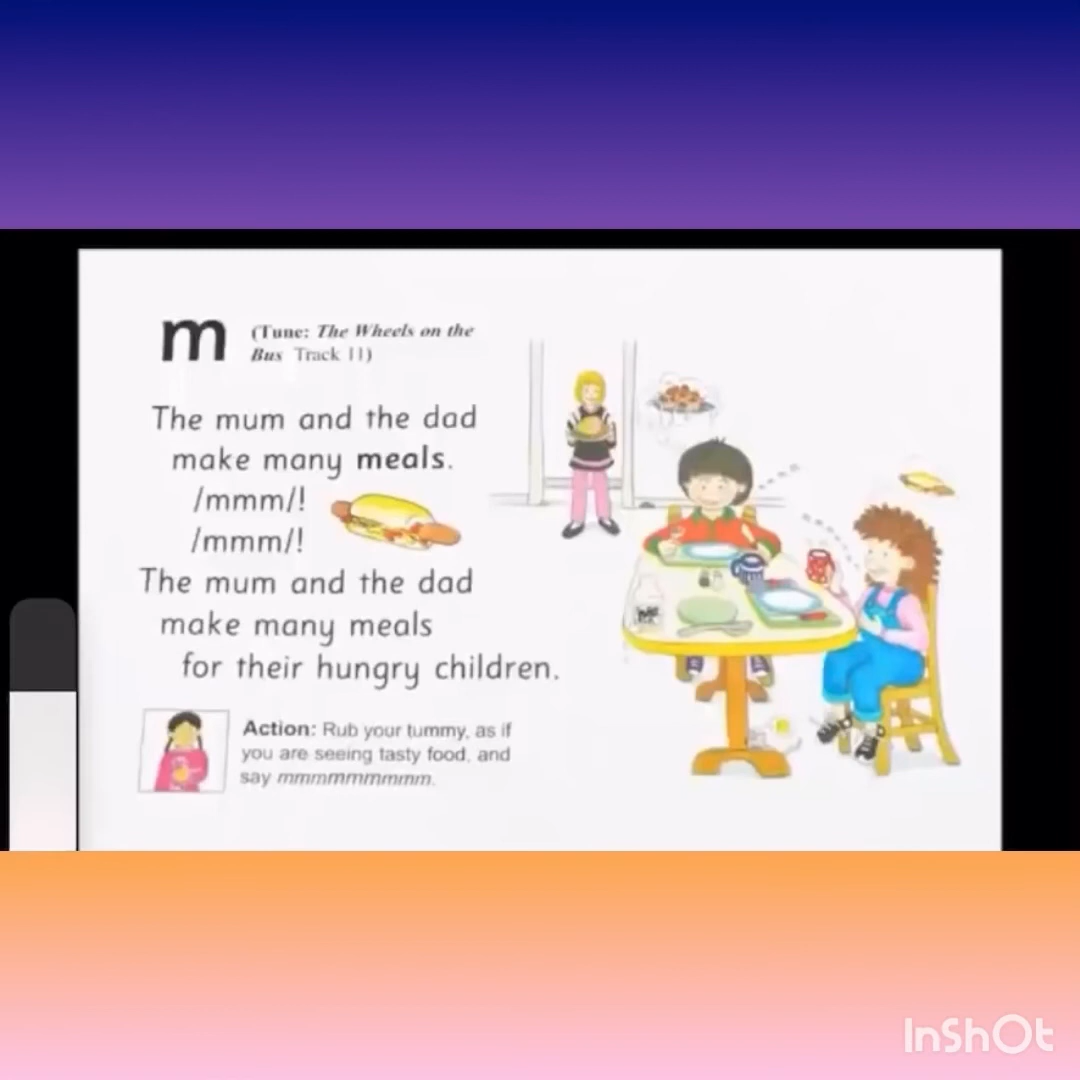 m
(Tune: The Wheels on the
Bus Track 11)
The mum and the dad
make many meals.
/mmm/!
/mmm/!
The mum and the dad
make many meals
for their hungry children.
Action: Rub your tummy, as if
you are seeing tasty food, and
say mmmmmmmmm.
InShOt